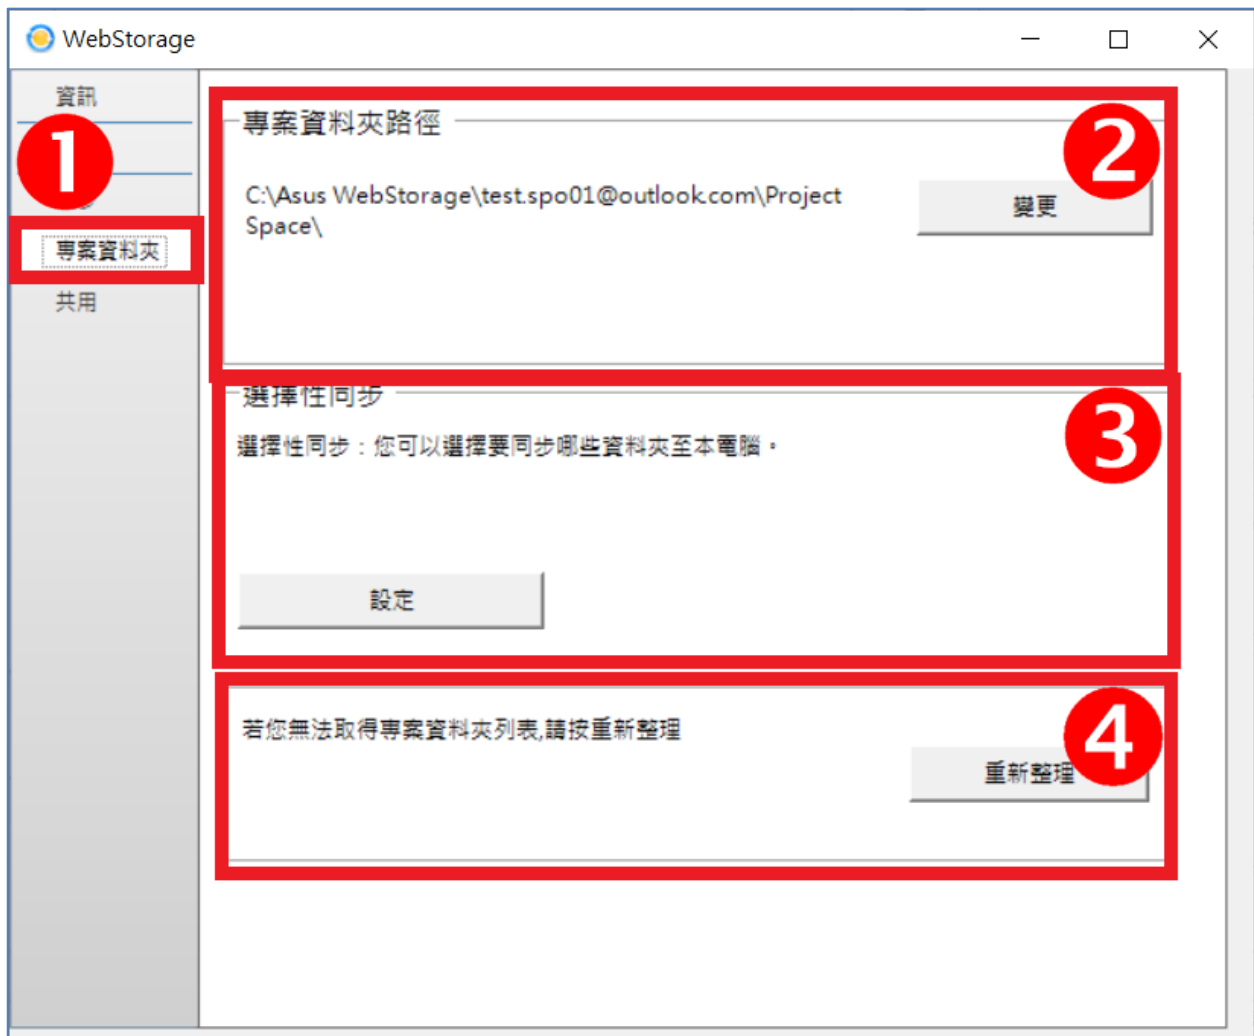 WebStorage
資訊
1
專案資料夾
共用
專案資料夾路徑
2
C:\Asus WebStorage\test.spo01@outlook.com\Project
Space\
變更
選擇性同步
3
選擇性同步：您可以選擇要同步哪些資料夾至本電腦。
設定
4
若您無法取得專案資料夾列表,請按重新整理
重新整理